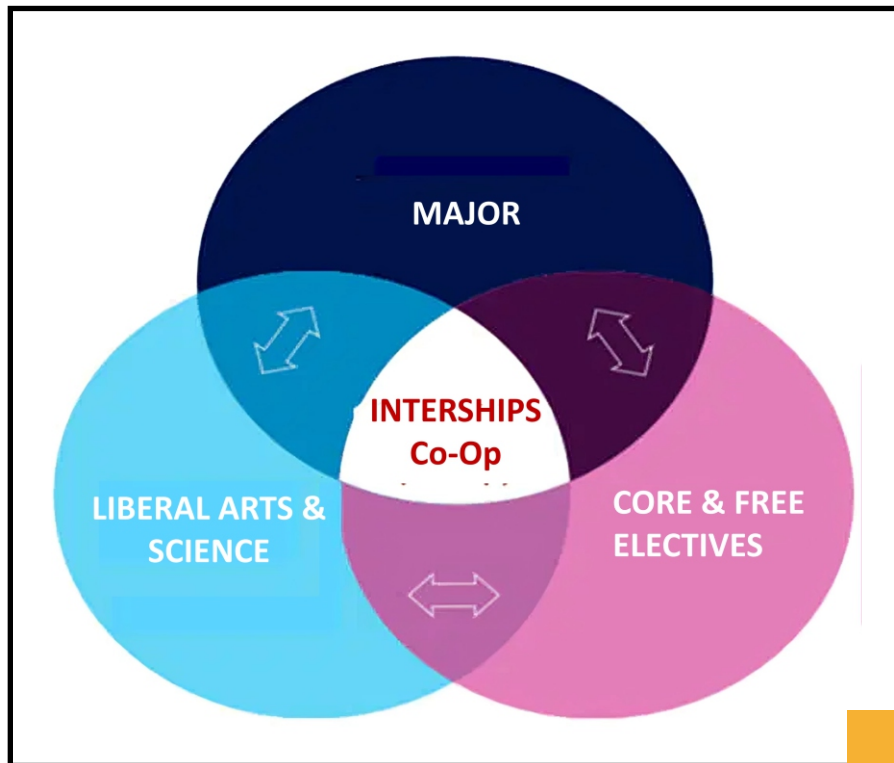 MAJOR
INTERSHIPS
Co-Op
LIBERAL ARTS &
SCIENCE
CORE & FREE
ELECTIVES